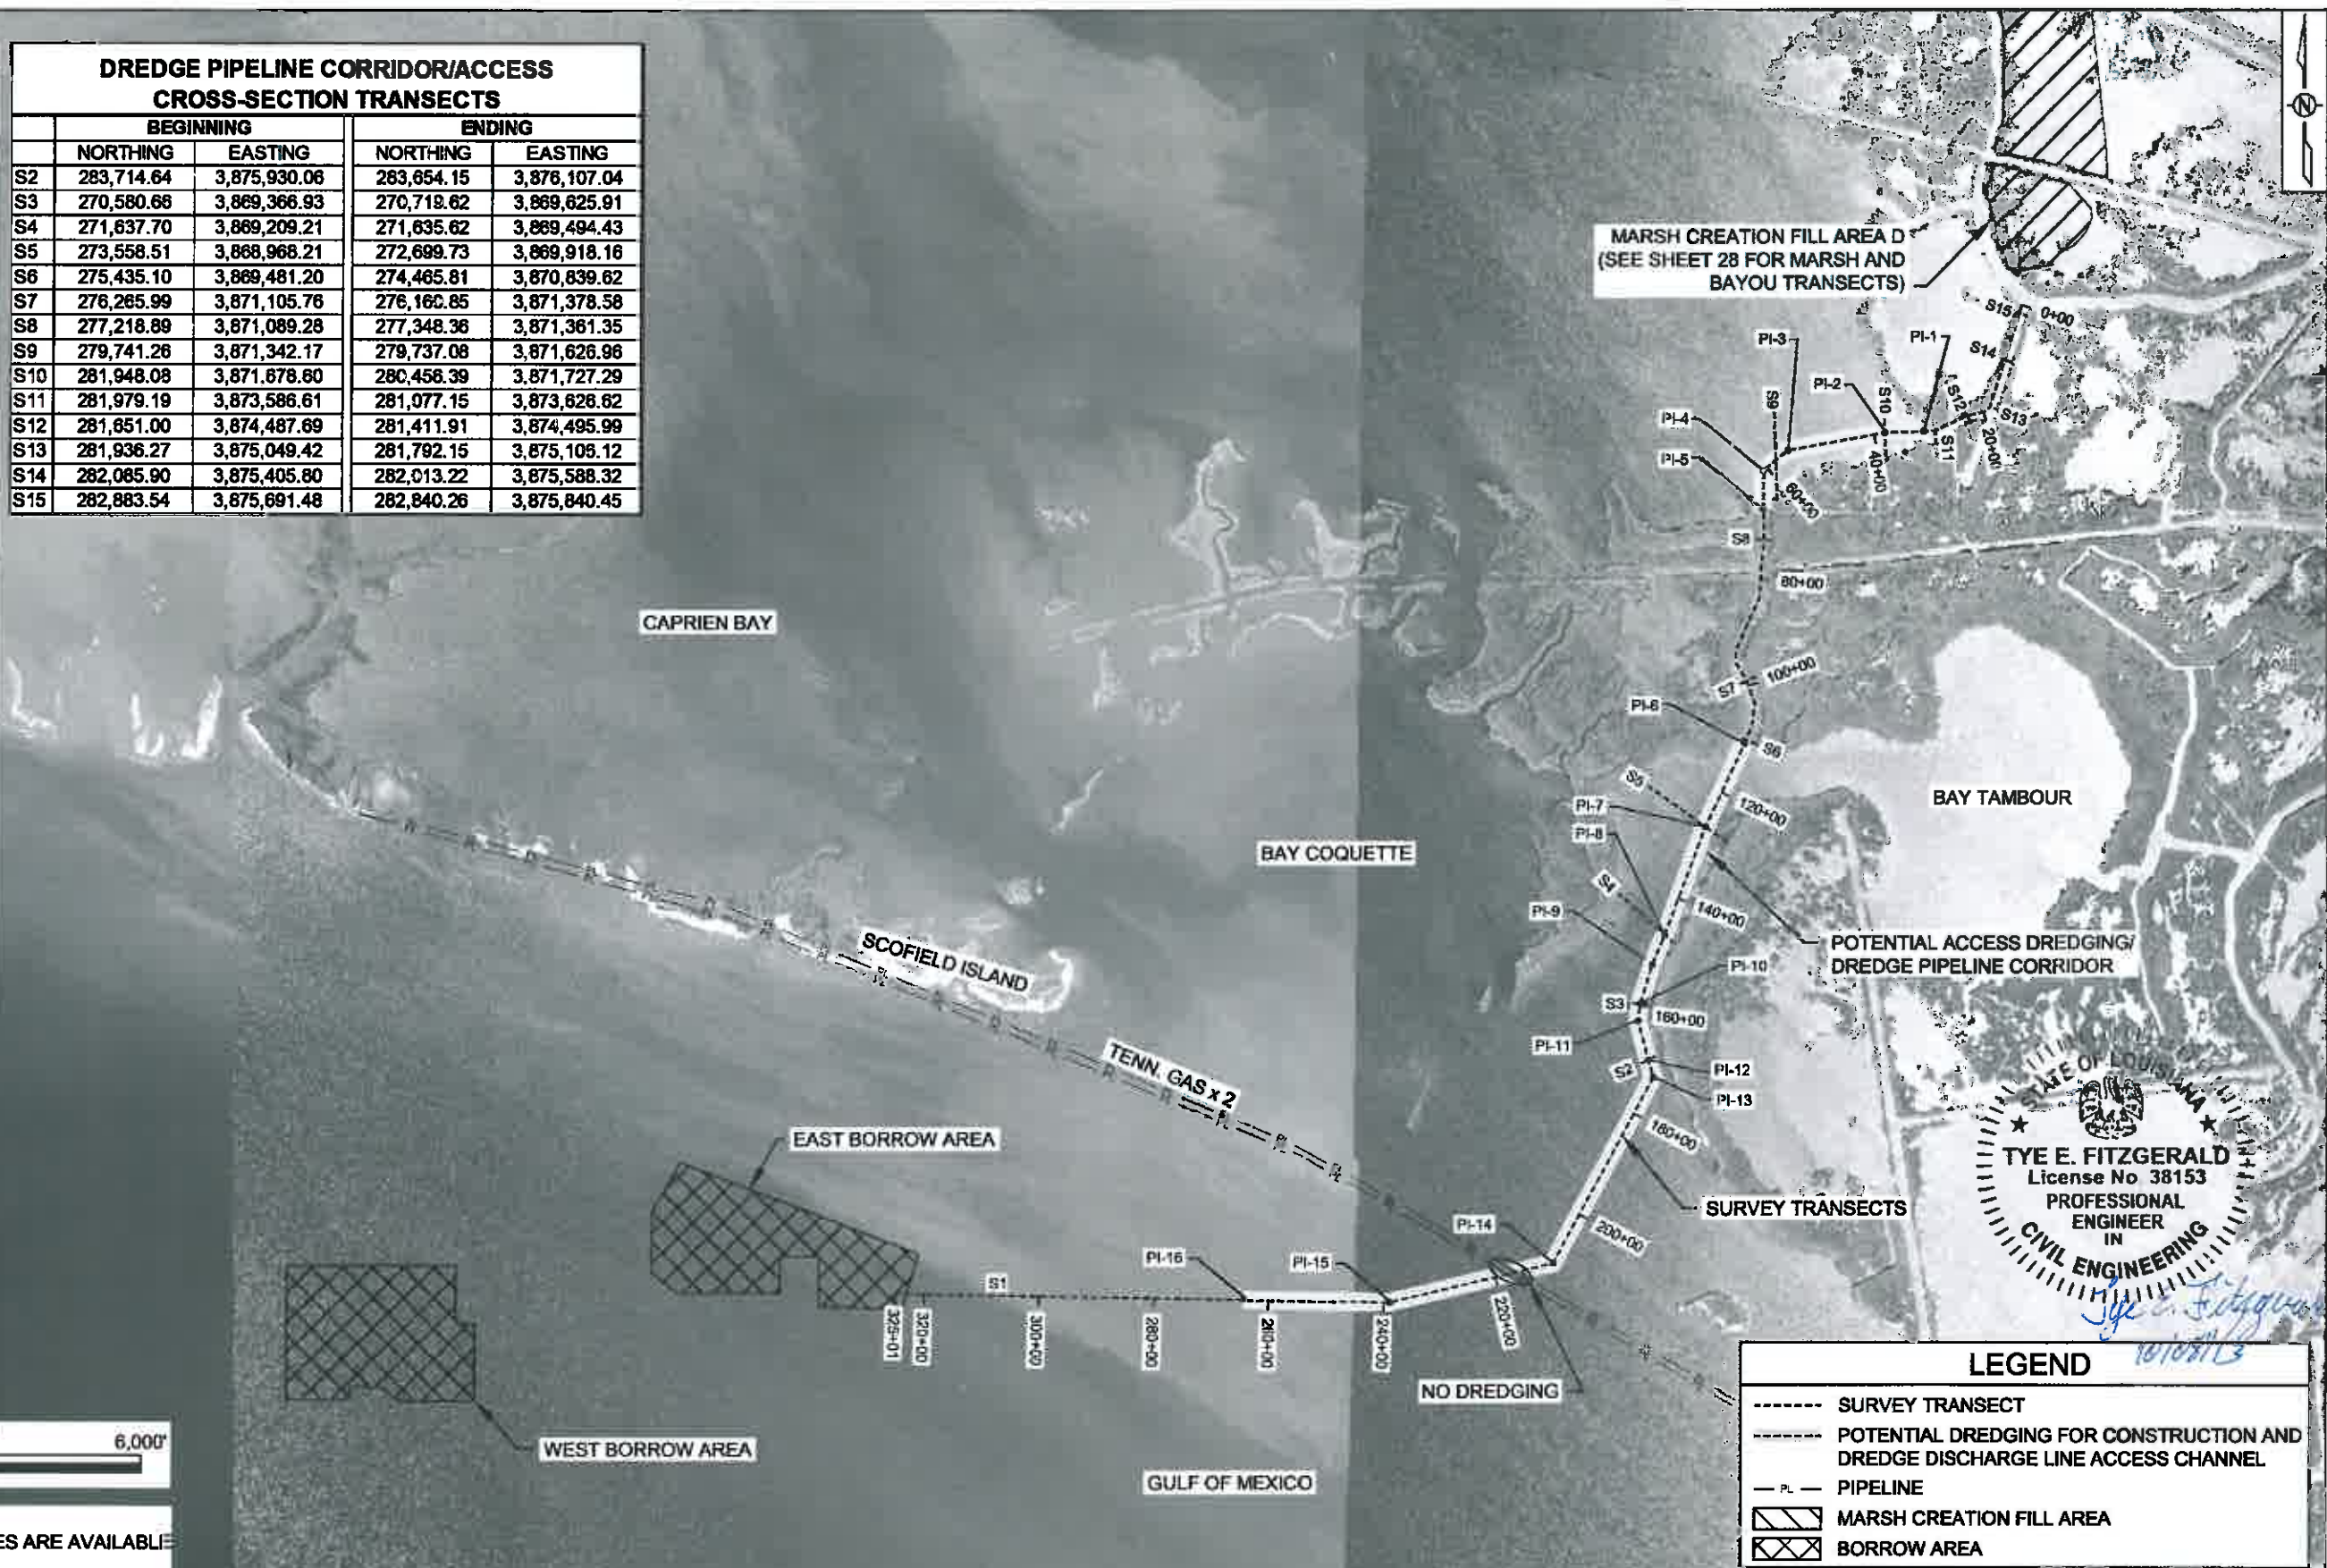 DREDGE PIPELINE CORRIDOR/ACCESS
CROSS-SECTION TRANSECTS
BEGINNING ENDING
NORTHING EASTING NORTHING EASTING
S2 283,714.64 3,875,930.06 283,654.15 3,876,107.04
S3 270,580.66 3,869,366.93 270,719.62 3,869,625.91
S4 271,637.70 3,869,209.21 271,635.62 3,869,494.43
S5 273,558.51 3,868,968.21 272,699.73 3,869,918.16
S6 275,435.10 3,869,481.20 274,465.81 3,870,839.62
S7 276,265.99 3,871,105.76 276,160.85 3,871,378.58
S8 277,218.89 3,871,089.28 277,348.36 3,871,361.35
S9 279,741.26 3,871,342.17 279,737.08 3,871,626.96
S10 281,948.08 3,871,678.60 280,456.39 3,871,727.29
S11 281,979.19 3,873,586.61 281,077.15 3,873,626.62
S12 281,651.00 3,874,487.69 281,411.91 3,874,495.99
S13 281,936.27 3,875,049.42 281,792.15 3,875,105.12
S14 282,085.90 3,875,405.80 282,013.22 3,875,588.32
S15 282,883.54 3,875,691.48 282,840.26 3,875,840.45
N
MARSH CREATION FILL AREA D
(SEE SHEET 28 FOR MARSH AND
BAYOU TRANSECTS)
S15
0+00
S14
PI-1
PI-3
PI-2
S10
S9
S12
S13
S11
20+00
40+00
PI-4
PI-5
60+00
S8
80+00
CAPRIEN BAY
S7
100+00
PI-6
S6
S5
PI-7
120+00
BAY TAMBOUR
PI-8
BAY COQUETTE
S4
140+00
PI-9
POTENTIAL ACCESS DREDGING/
DREDGE PIPELINE CORRIDOR
SCOFIELD ISLAND
PI-10
S3
160+00
PI-11
TENN. GAS x 2
S2
PI-12
PI-13
180+00
EAST BORROW AREA
SURVEY TRANSECTS
PI-14
200+00
PI-15
PI-16
S1
325+01
320+00
300+00
280+00
240+00
220+00
NO DREDGING
WEST BORROW AREA
GULF OF MEXICO
STATE OF LOUISIANA
TYE E. FITZGERALD
License No 38153
PROFESSIONAL
ENGINEER
IN
CIVIL ENGINEERING
10/08/13
LEGEND
SURVEY TRANSECT
POTENTIAL DREDGING FOR CONSTRUCTION AND
DREDGE DISCHARGE LINE ACCESS CHANNEL
PL PIPELINE
MARSH CREATION FILL AREA
BORROW AREA
6,000'
ES ARE AVAILABLE